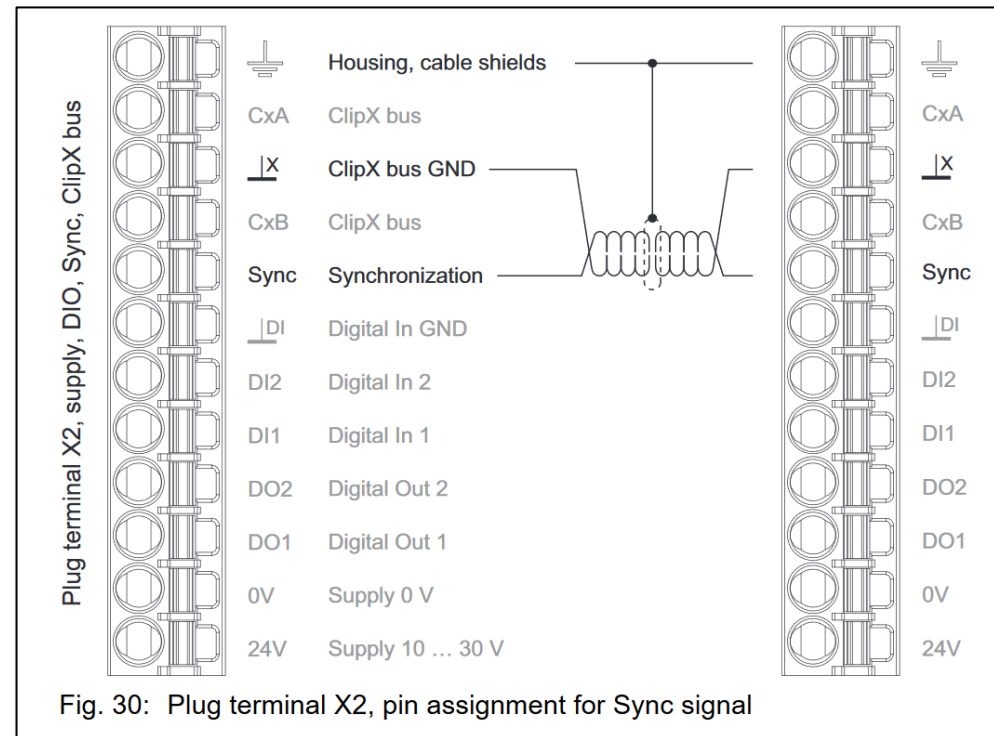 Plug terminal X2, supply, DIO, Sync, ClipX bus
Housing, cable shields
CxA ClipX bus CxA
X ClipX bus GND X
CxB ClipX bus CxB
Sync Synchronization Sync
DI Digital In GND DI
DI2 Digital In 2 DI2
DI1 Digital In 1 DI1
DO2 Digital Out 2 DO2
DO1 Digital Out 1 DO1
0V Supply 0 V 0V
24V Supply 10 … 30 V 24V
Fig. 30: Plug terminal X2, pin assignment for Sync signal